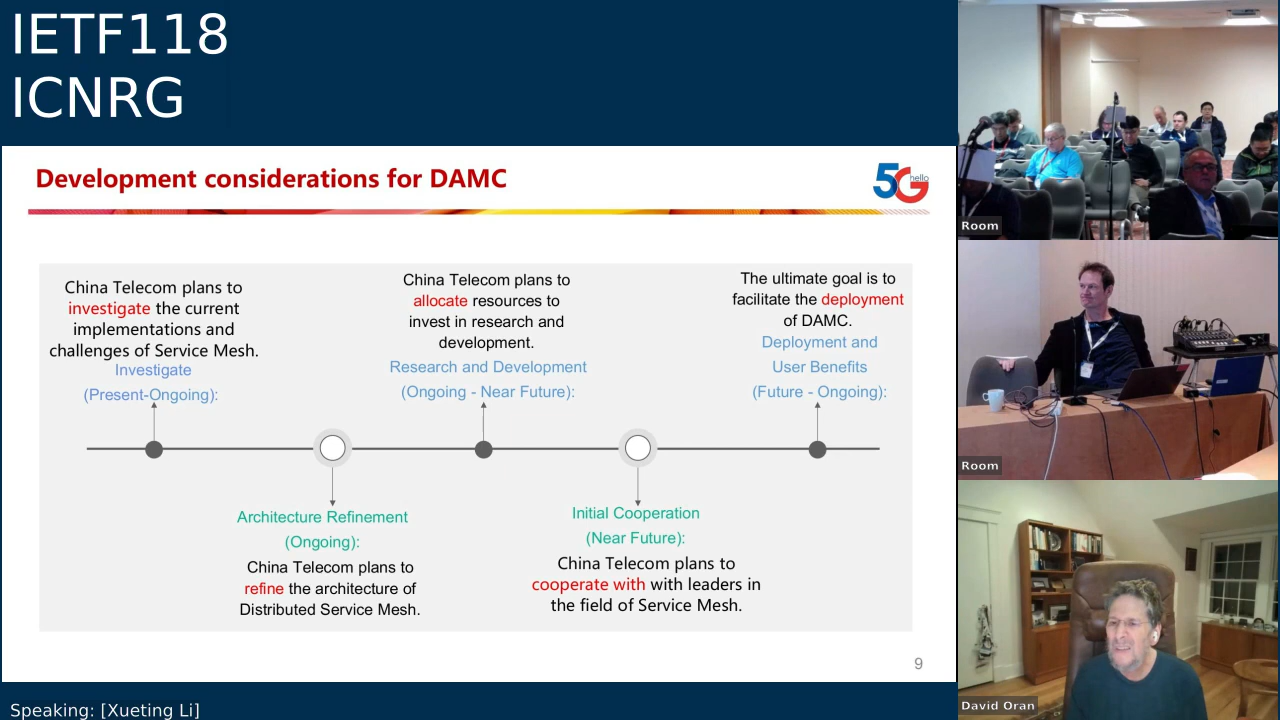 IETF118
ICNRG
Development considerations for DAMC
5G
hello
China Telecom plans to
investigate the current
implementations and
challenges of Service Mesh.
Investigate
(Present-Ongoing):
China Telecom plans to
allocate resources to
invest in research and
development.
Research and Development
(Ongoing - Near Future):
The ultimate goal is to
facilitate the deployment
of DAMC.
Deployment and
User Benefits
(Future - Ongoing):
Architecture Refinement
(Ongoing):
China Telecom plans to
refine the architecture of
Distributed Service Mesh.
Initial Cooperation
(Near Future):
China Telecom plans to
cooperate with with leaders in
the field of Service Mesh.
9
Speaking: [Xueting Li]
Room
Room
David Oran